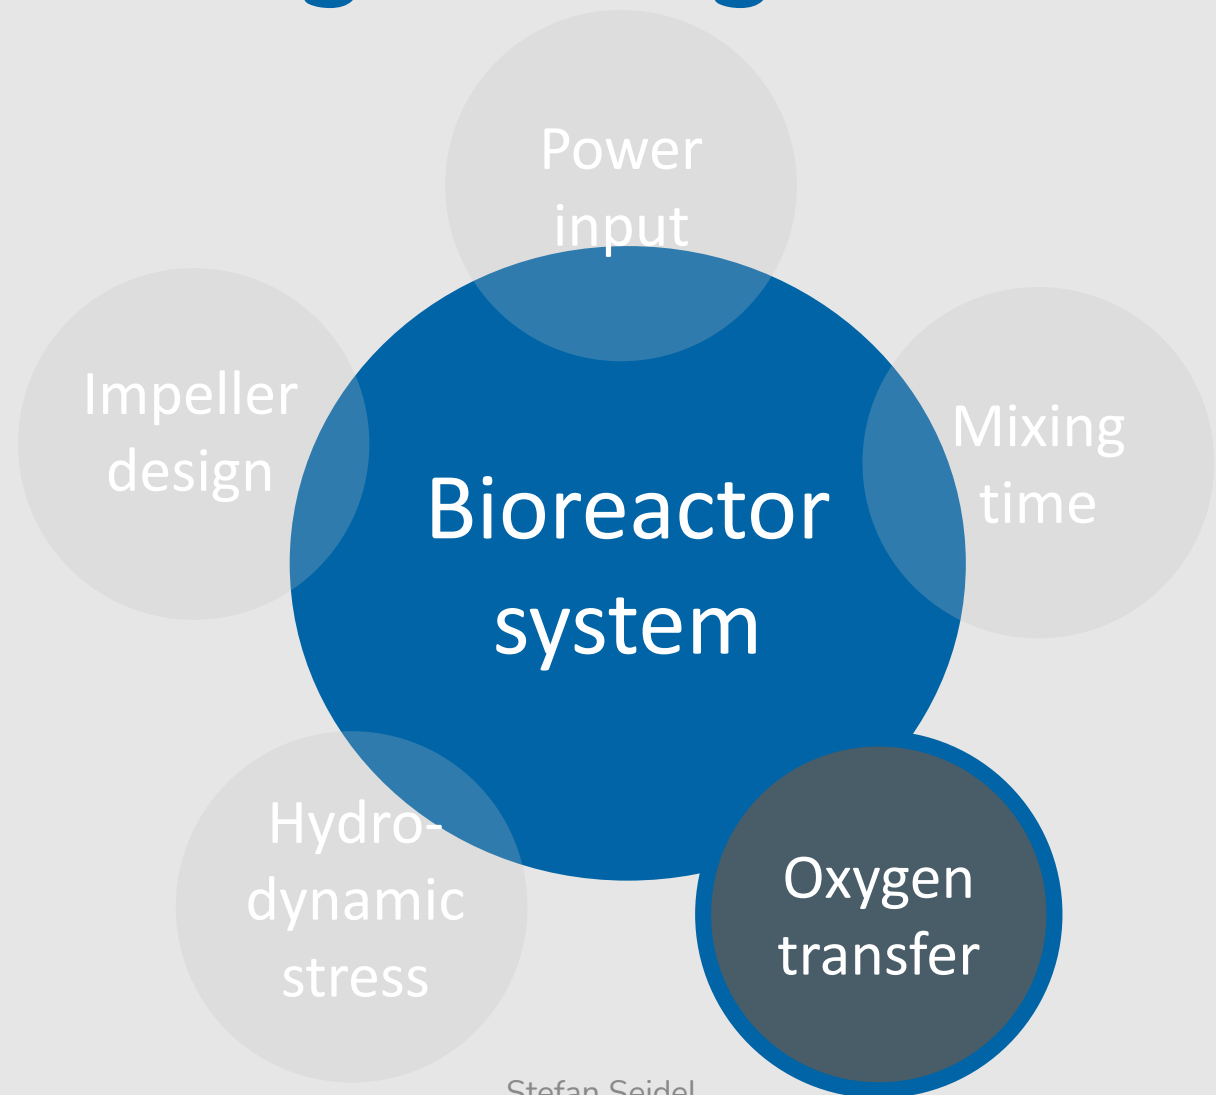 Power
input
Impeller
design
Mixing
time
Bioreactor
system
Hydro-
dynamic
stress
Oxygen
transfer
Stefan Seidel